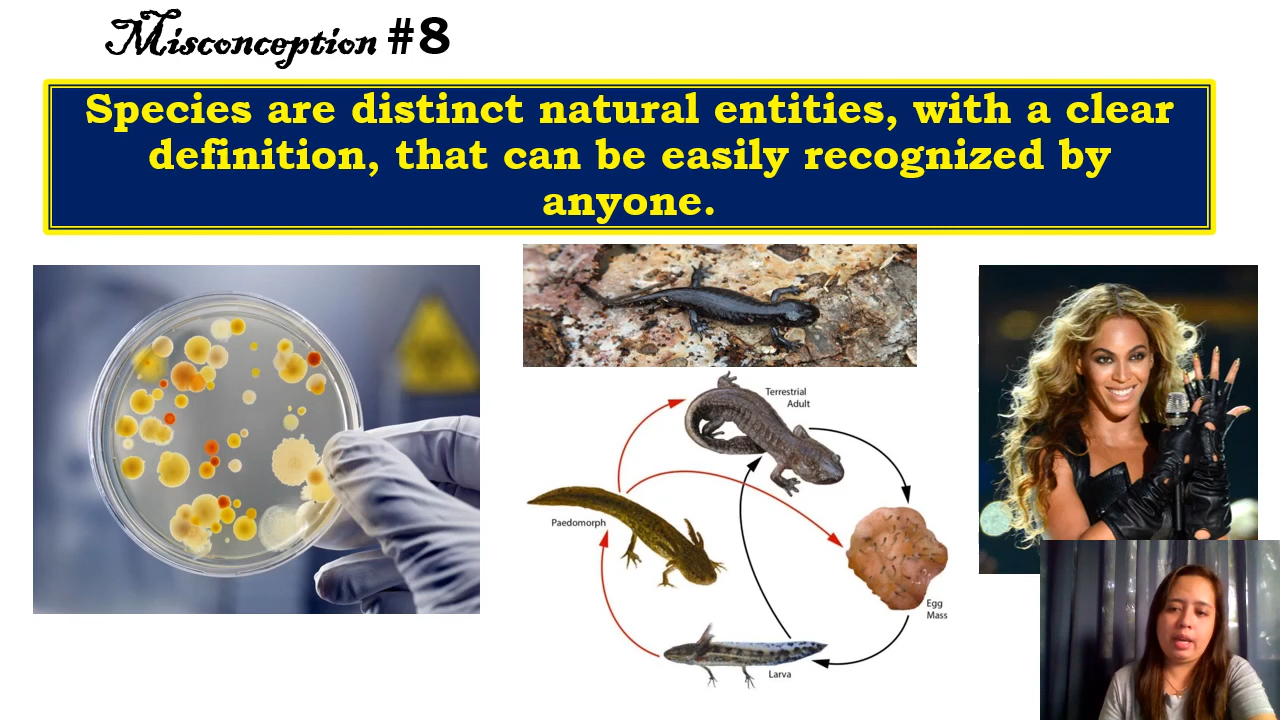 Misconception #8
Species are distinct natural entities, with a clear
definition, that can be easily recognized by
anyone.
Terrestrial
Adult
Paedomorph
Egg
Mass
Larva